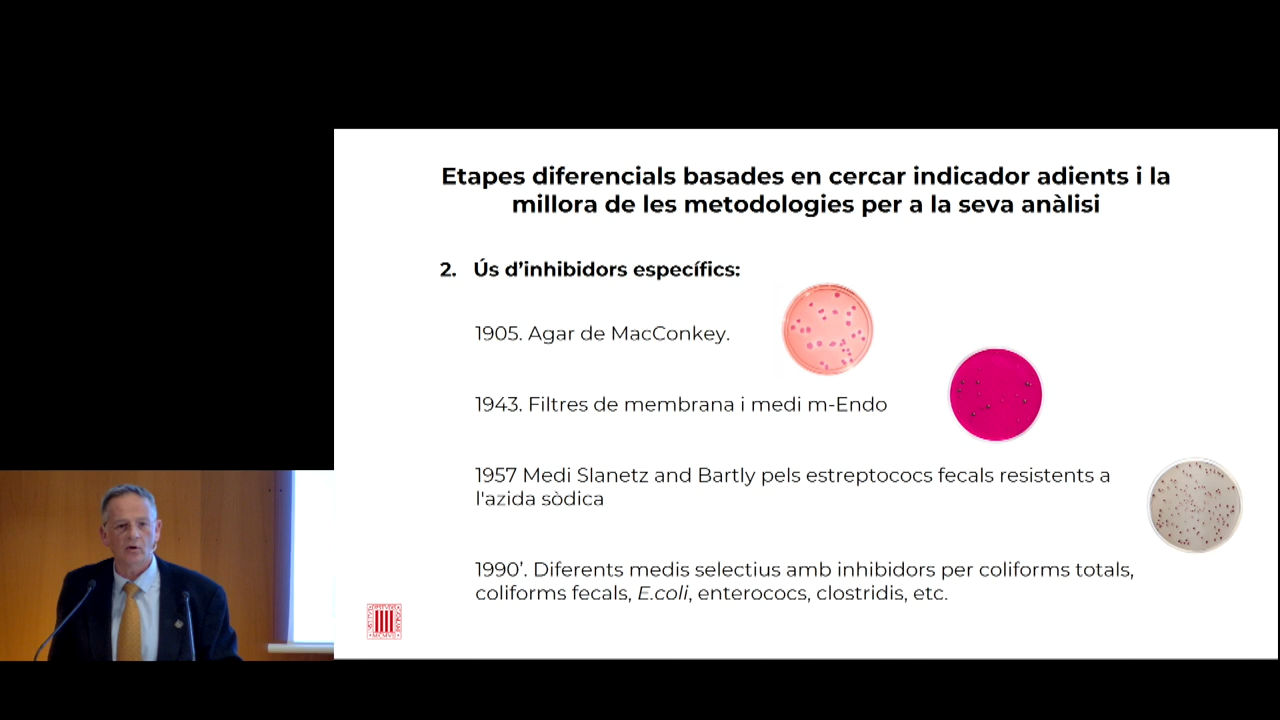 Etapes diferencials basades en cercar indicador adients i la
millora de les metodologies per a la seva anàlisi
2. Ús d'inhibidors específics:
1905. Agar de MacConkey.
1943. Filtres de membrana i medi m-Endo
1957 Medi Slanetz and Bartly pels estreptococs fecals resistents a
l'azida sòdica
1990’. Diferents medis selectius amb inhibidors per coliforms totals,
coliforms fecals, E.coli, enterococs, clostridis, etc.